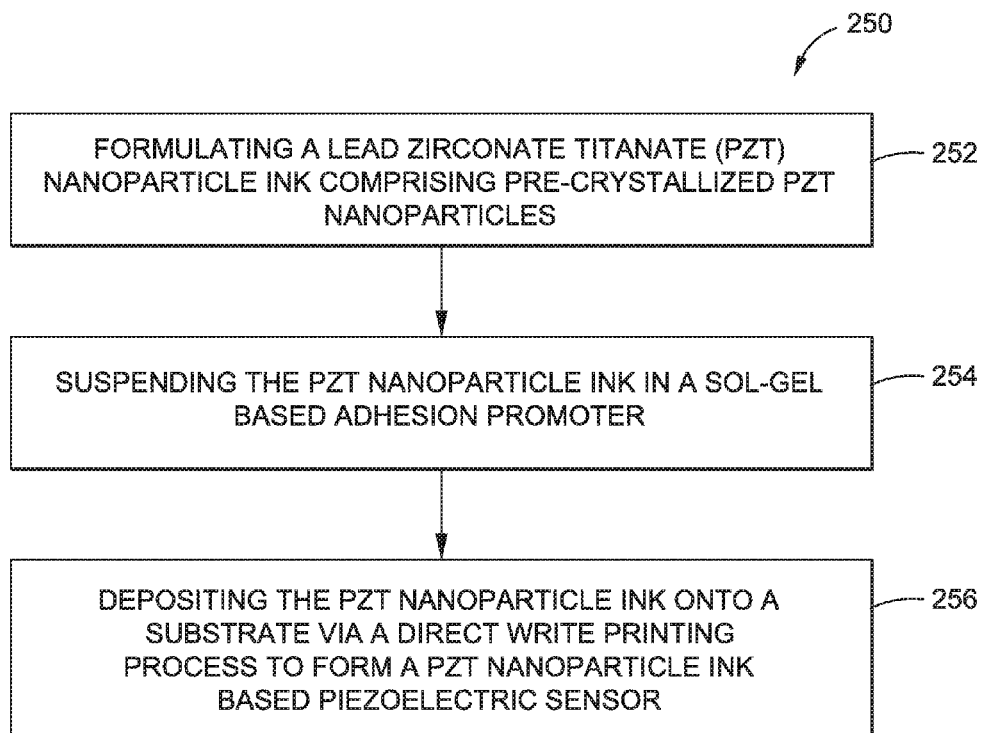 250
FORMULATING A LEAD ZIRCONATE TITANATE (PZT)
NANOPARTICLE INK COMPRISING PRE-CRYSTALLIZED PZT
NANOPARTICLES
252
SUSPENDING THE PZT NANOPARTICLE INK IN A SOL-GEL
BASED ADHESION PROMOTER
254
DEPOSITING THE PZT NANOPARTICLE INK ONTO A
SUBSTRATE VIA A DIRECT WRITE PRINTING
PROCESS TO FORM A PZT NANOPARTICLE INK
BASED PIEZOELECTRIC SENSOR
256